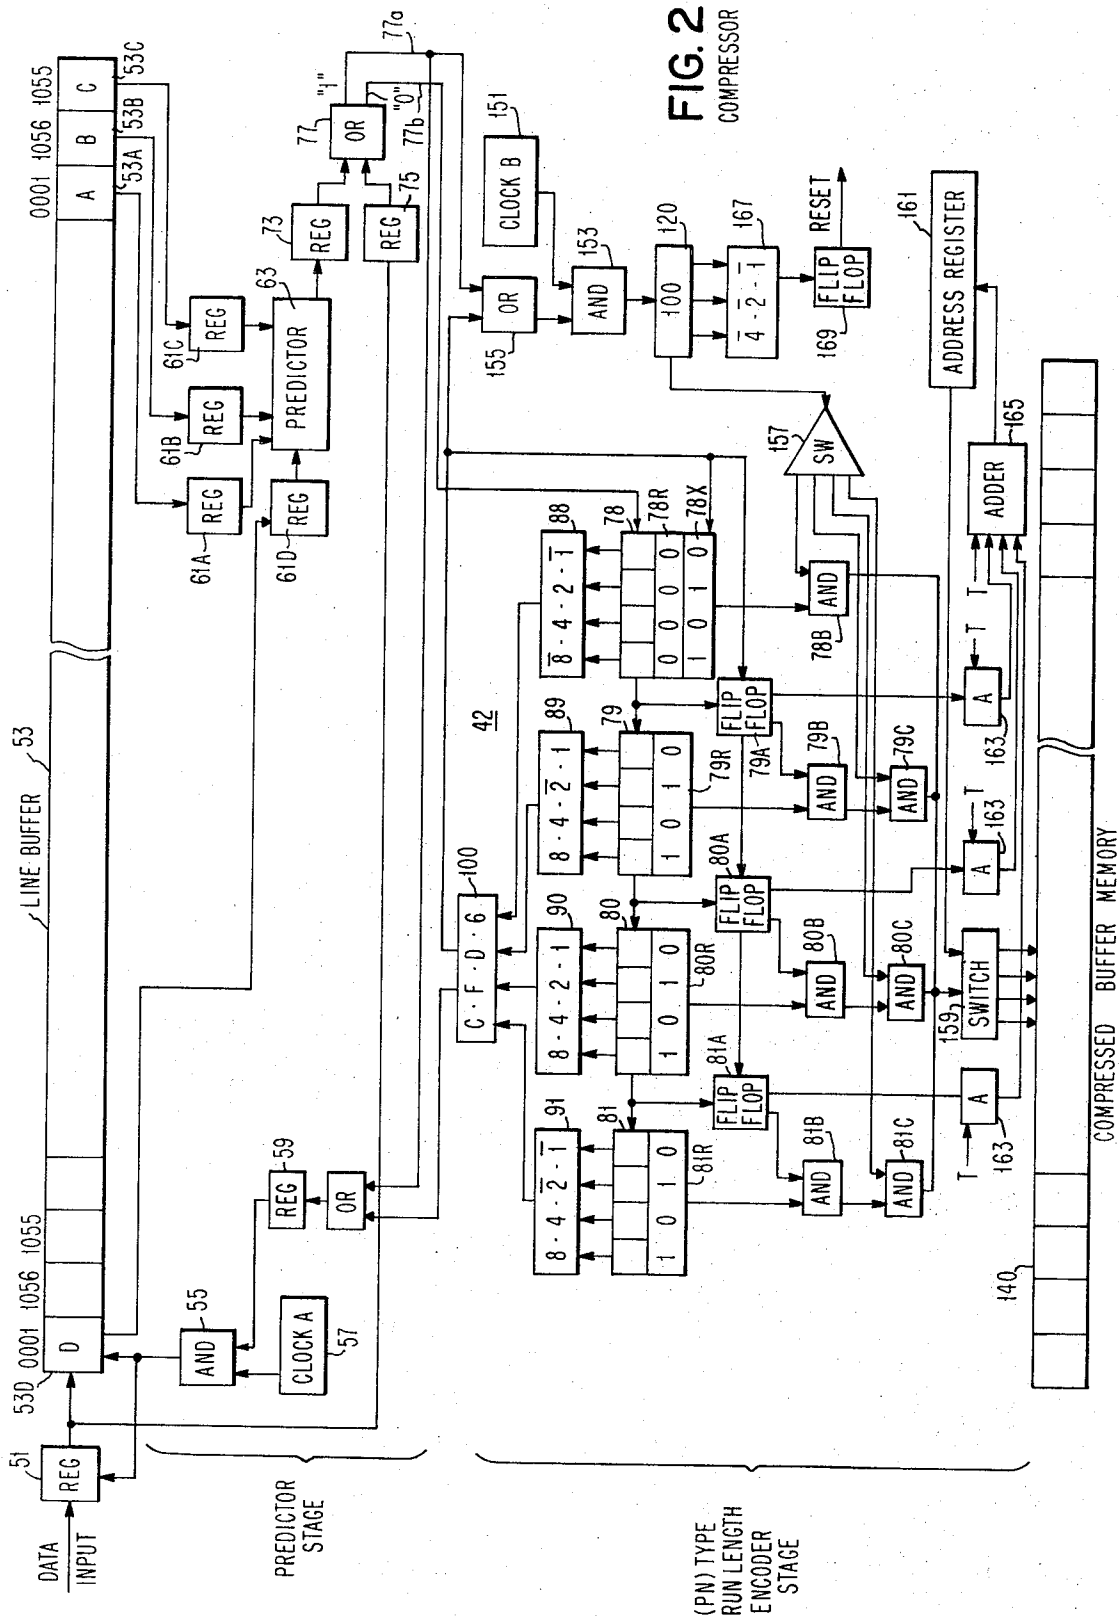 LINE BUFFER 53
53D 0001 1056 1055
0001 1056 1055
D
A B C
53A 53B 53C
51
REG
DATA
INPUT
AND 55
CLOCK A
57
REG 59
OR
61A REG
61B REG
61C REG
61D REG
PREDICTOR 63
REG 73
REG 75
77 OR
"1"
"0"
77a
77b
PREDICTOR
STAGE
FIG. 2
COMPRESSOR
42
C · F · D · 6 100
8 - 4 - 2̅ - 1̅ 91
8 - 4 - 2 - 1 90
8 - 4 - 2̅ - 1 89
8̅ - 4 - 2 - 1̅ 88
81
1 0 1 0 81R
80
1 0 1 0 80R
79
1 0 1 0 79R
78
0 0 0 0 78R
1 0 1 0 78X
FLIP FLOP 81A
FLIP FLOP 80A
FLIP FLOP 79A
AND 81B
AND 80B
AND 79B
AND 78B
AND 81C
AND 80C
AND 79C
CLOCK B 151
OR 155
AND 153
100 120
4̅ - 2̅ - 1̅ 167
FLIP FLOP 169
RESET
SW 157
ADDRESS REGISTER 161
159 SWITCH
T A 163
T A 163
T A 163
T
ADDER 165
(PN) TYPE
RUN LENGTH
ENCODER
STAGE
140
COMPRESSED BUFFER MEMORY